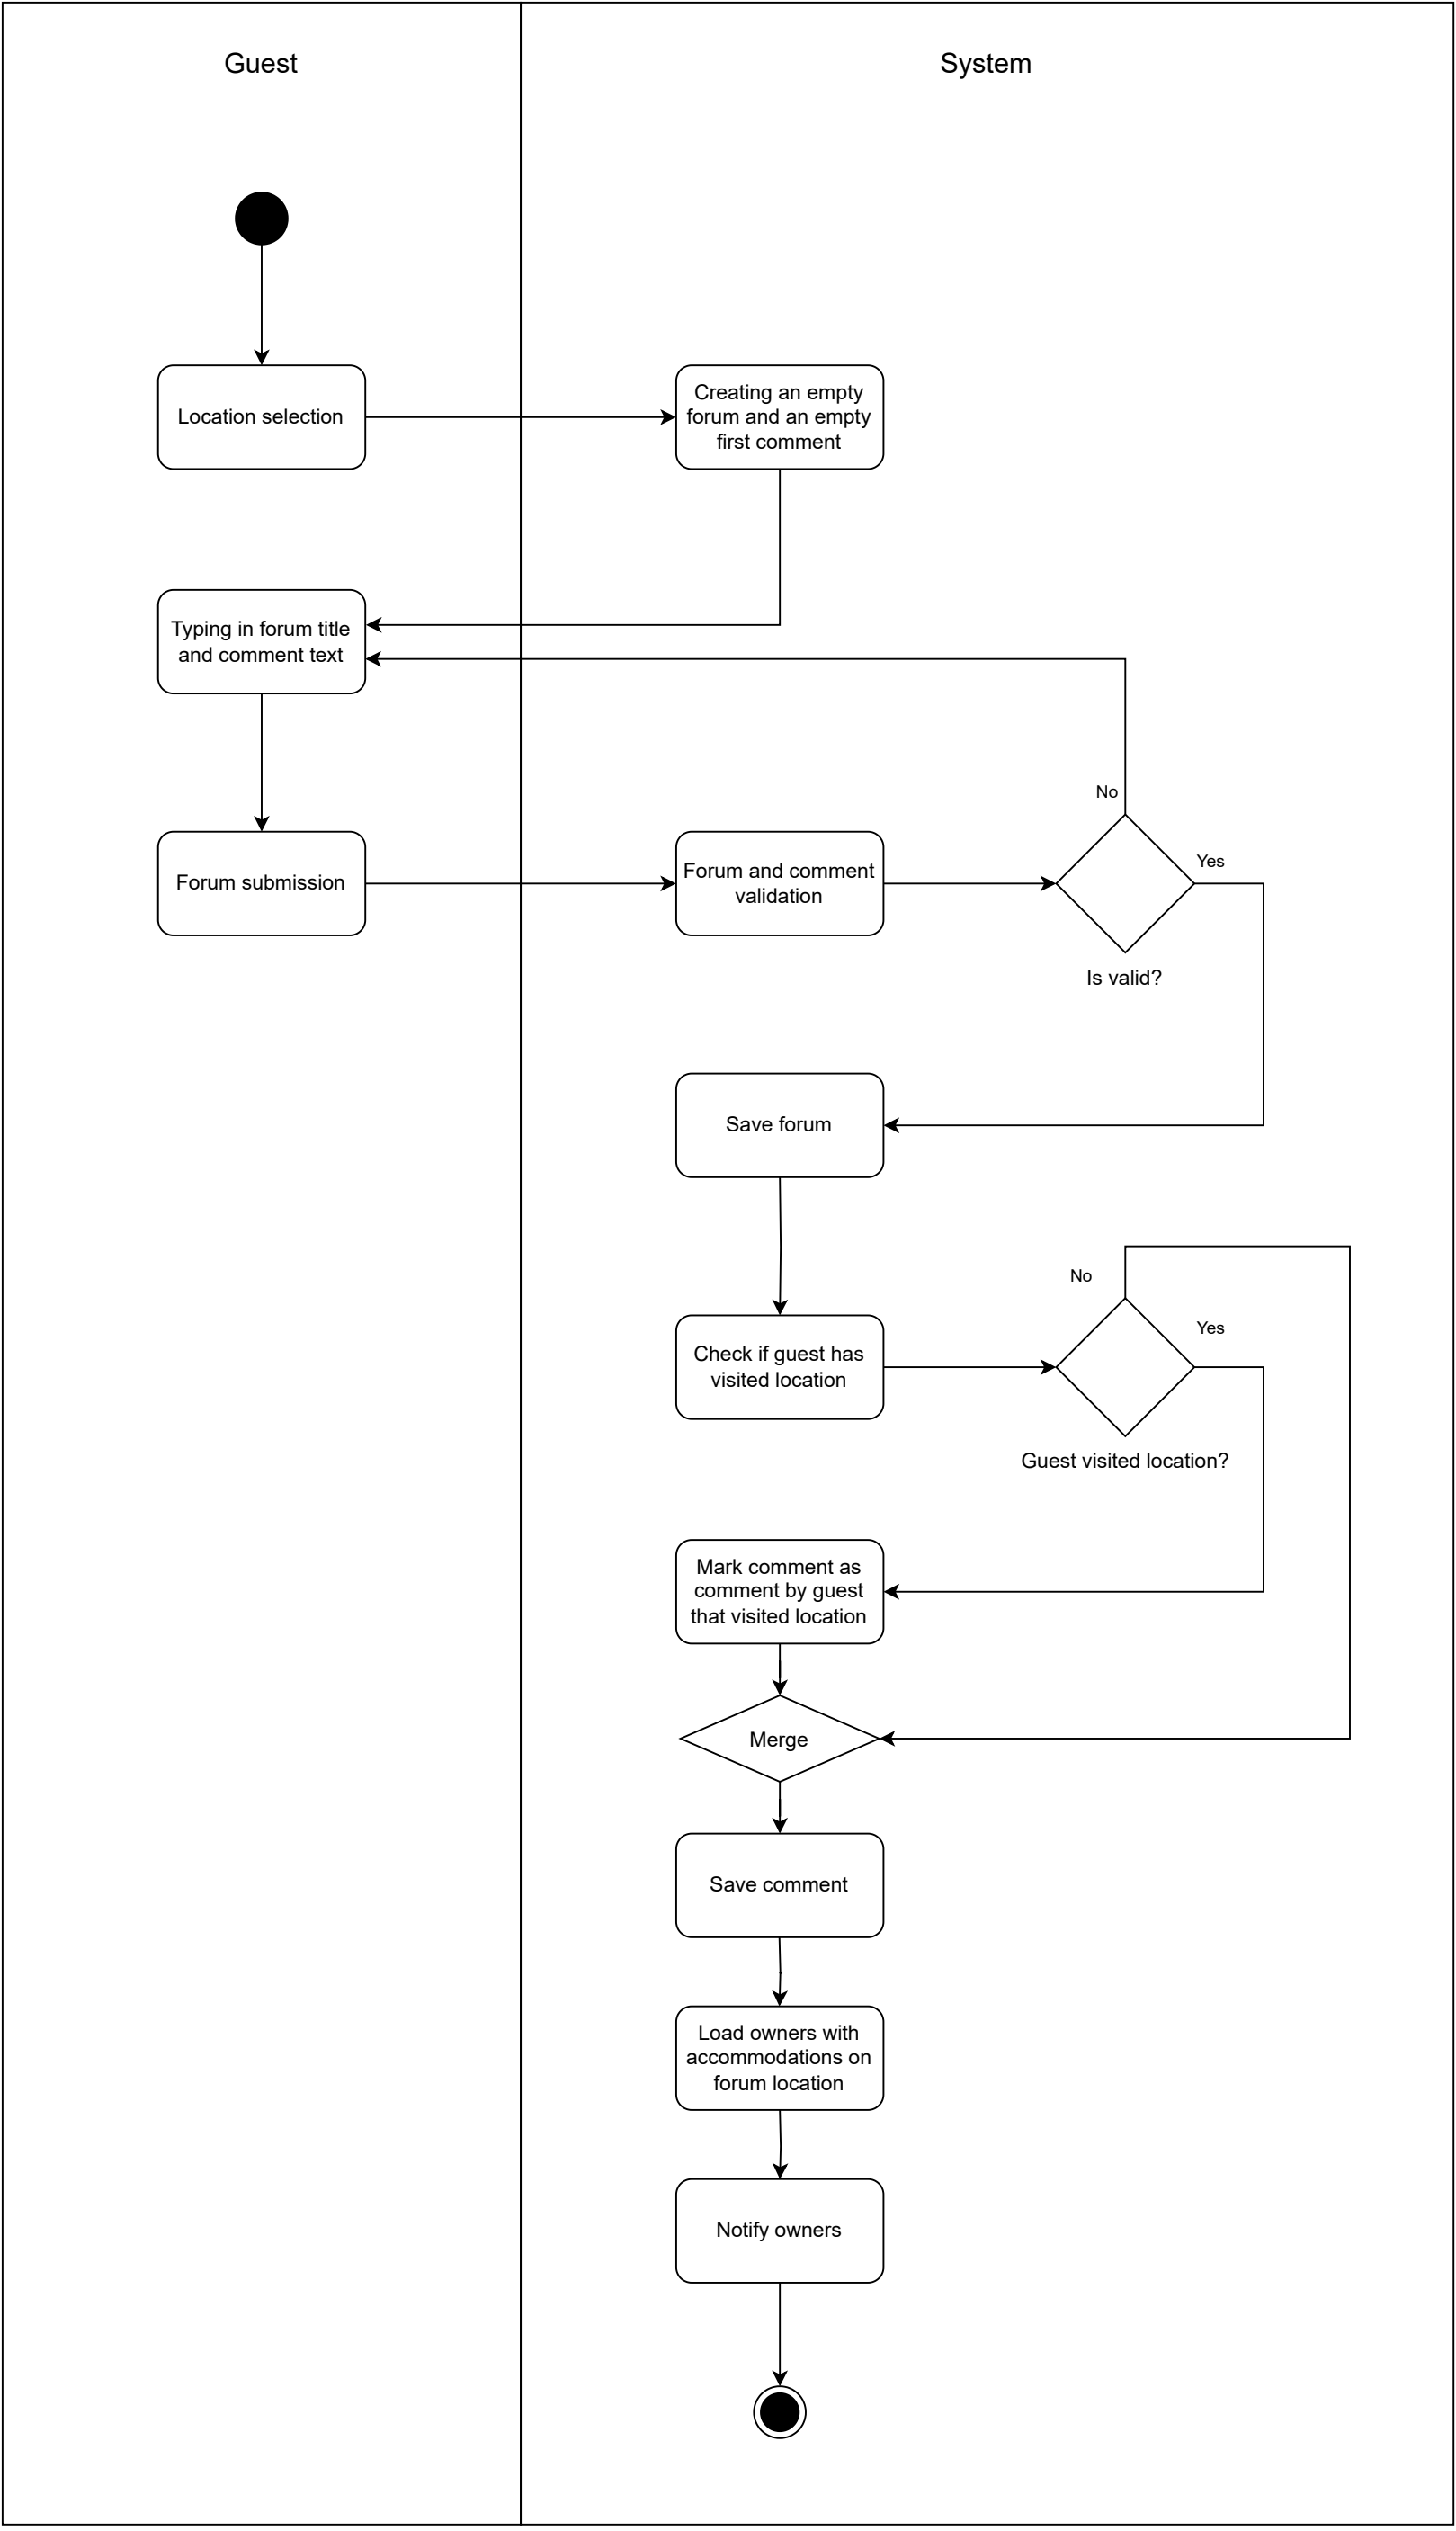 Guest
System
Location selection
Creating an empty
forum and an empty
first comment
Typing in forum title
and comment text
No
Yes
Forum submission
Forum and comment
validation
Is valid?
Save forum
No
Yes
Check if guest has
visited location
Guest visited location?
Mark comment as
comment by guest
that visited location
Merge
Save comment
Load owners with
accommodations on
forum location
Notify owners